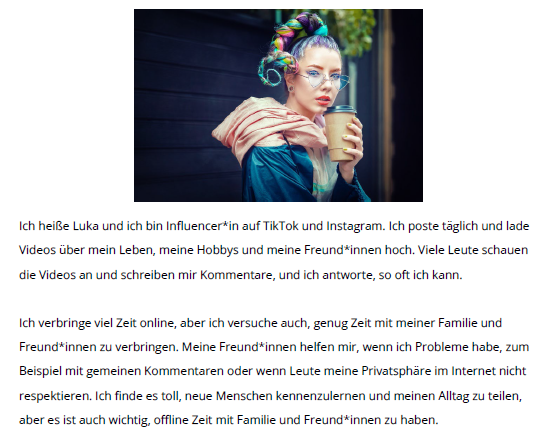 Ich heiße Luka und ich bin Influencer*in auf TikTok und Instagram. Ich poste täglich und lade
Videos über mein Leben, meine Hobbys und meine Freund*innen hoch. Viele Leute schauen
die Videos an und schreiben mir Kommentare, und ich antworte, so oft ich kann.
Ich verbringe viel Zeit online, aber ich versuche auch, genug Zeit mit meiner Familie und
Freund*innen zu verbringen. Meine Freund*innen helfen mir, wenn ich Probleme habe, zum
Beispiel mit gemeinen Kommentaren oder wenn Leute meine Privatsphäre im Internet nicht
respektieren. Ich finde es toll, neue Menschen kennenzulernen und meinen Alltag zu teilen,
aber es ist auch wichtig, offline Zeit mit Familie und Freund*innen zu haben.